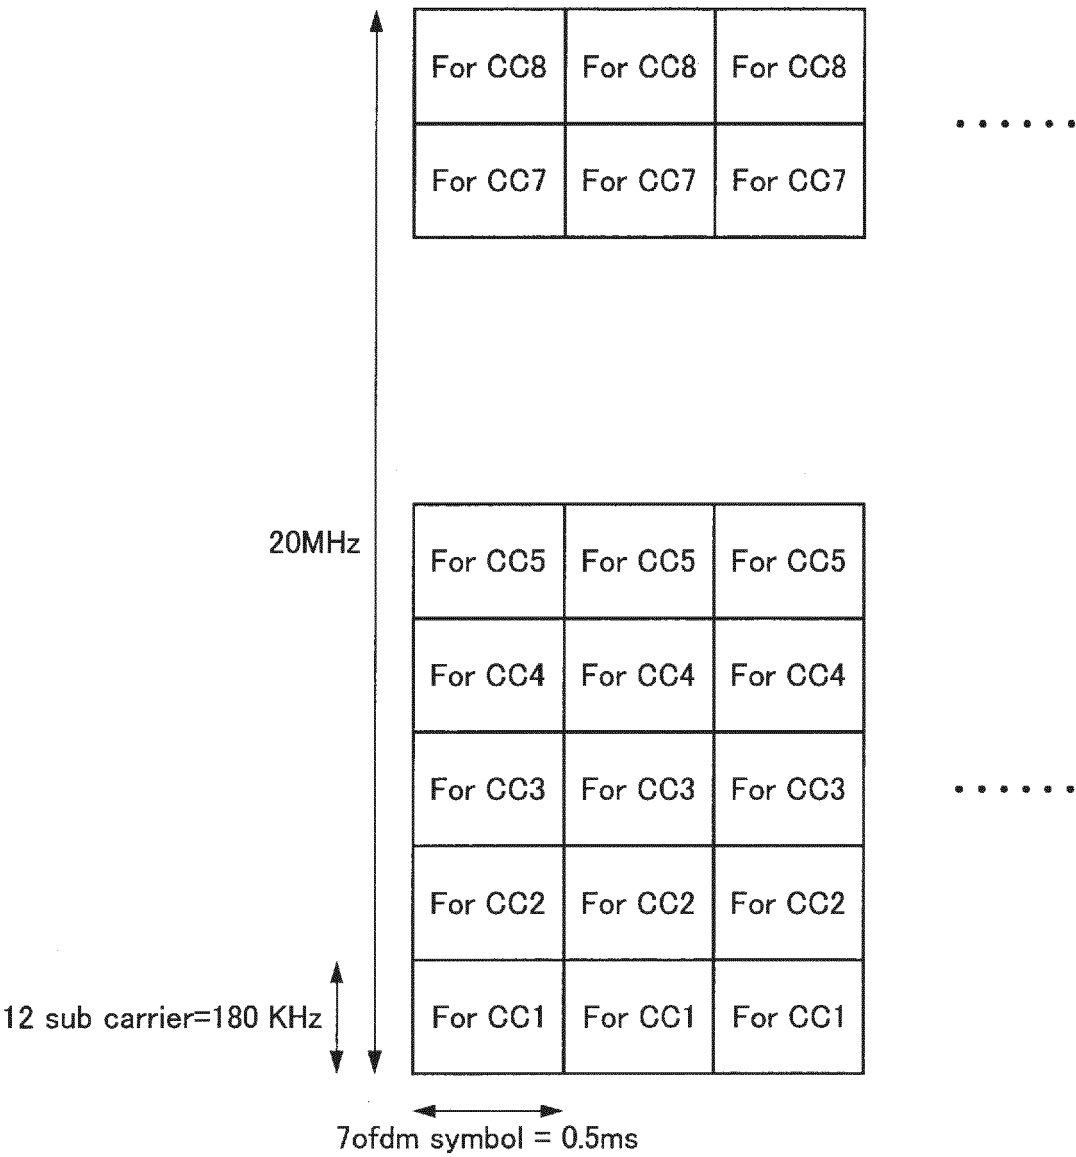 For CC8 For CC8 For CC8
For CC7 For CC7 For CC7
20MHz
For CC5 For CC5 For CC5
For CC4 For CC4 For CC4
For CC3 For CC3 For CC3
For CC2 For CC2 For CC2
12 sub carrier=180 KHz
For CC1 For CC1 For CC1
7ofdm symbol = 0.5ms